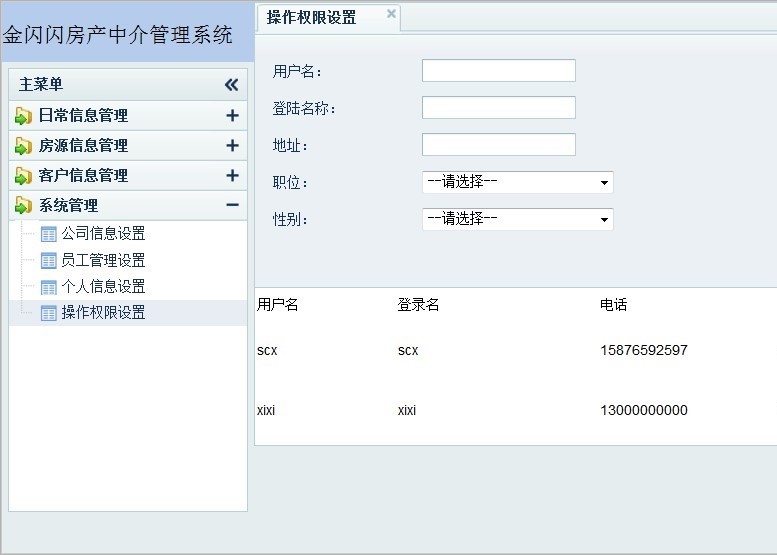 金闪闪房产中介管理系统
主菜单
日常信息管理
房源信息管理
客户信息管理
系统管理
公司信息设置
员工管理设置
个人信息设置
操作权限设置
操作权限设置
用户名：
登陆名称：
地址：
职位： --请选择--
性别： --请选择--
用户名 登录名 电话
scx scx 15876592597
xixi xixi 13000000000